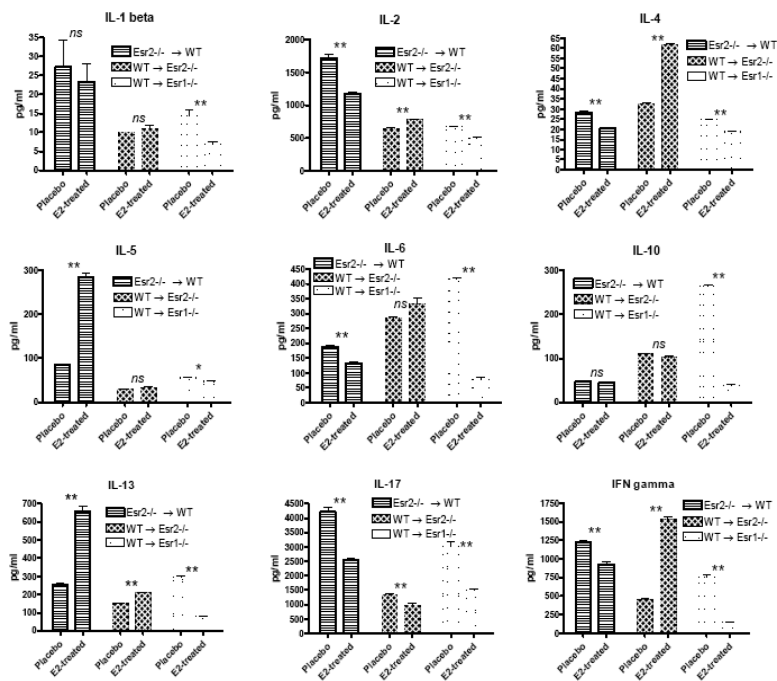 IL-1 beta
pg/ml
35
30
25
20
15
10
5
0
ns
ns
**
Esr2-/- → WT
WT → Esr2-/-
WT → Esr1-/-
Placebo
E2-treated
Placebo
E2-treated
Placebo
E2-treated
IL-2
pg/ml
2000
1500
1000
500
0
**
**
**
Esr2-/- → WT
WT → Esr2-/-
WT → Esr1-/-
Placebo
E2-treated
Placebo
E2-treated
Placebo
E2-treated
IL-4
pg/ml
65
60
55
50
45
40
35
30
25
20
15
10
5
0
**
**
**
Esr2-/- → WT
WT → Esr2-/-
WT → Esr1-/-
Placebo
E2-treated
Placebo
E2-treated
Placebo
E2-treated
IL-5
pg/ml
300
200
100
0
**
ns
*
Esr2-/- → WT
WT → Esr2-/-
WT → Esr1-/-
Placebo
E2-treated
Placebo
E2-treated
Placebo
E2-treated
IL-6
pg/ml
450
400
350
300
250
200
150
100
50
0
**
ns
**
Esr2-/- → WT
WT → Esr2-/-
WT → Esr1-/-
Placebo
E2-treated
Placebo
E2-treated
Placebo
E2-treated
IL-10
pg/ml
300
200
100
0
ns
ns
**
Esr2-/- → WT
WT → Esr2-/-
WT → Esr1-/-
Placebo
E2-treated
Placebo
E2-treated
Placebo
E2-treated
IL-13
pg/ml
700
600
500
400
300
200
100
0
**
**
**
Esr2-/- → WT
WT → Esr2-/-
WT → Esr1-/-
Placebo
E2-treated
Placebo
E2-treated
Placebo
E2-treated
IL-17
pg/ml
4500
4000
3500
3000
2500
2000
1500
1000
500
0
**
**
**
Esr2-/- → WT
WT → Esr2-/-
WT → Esr1-/-
Placebo
E2-treated
Placebo
E2-treated
Placebo
E2-treated
IFN gamma
pg/ml
1750
1500
1250
1000
750
500
250
0
**
**
**
Esr2-/- → WT
WT → Esr2-/-
WT → Esr1-/-
Placebo
E2-treated
Placebo
E2-treated
Placebo
E2-treated